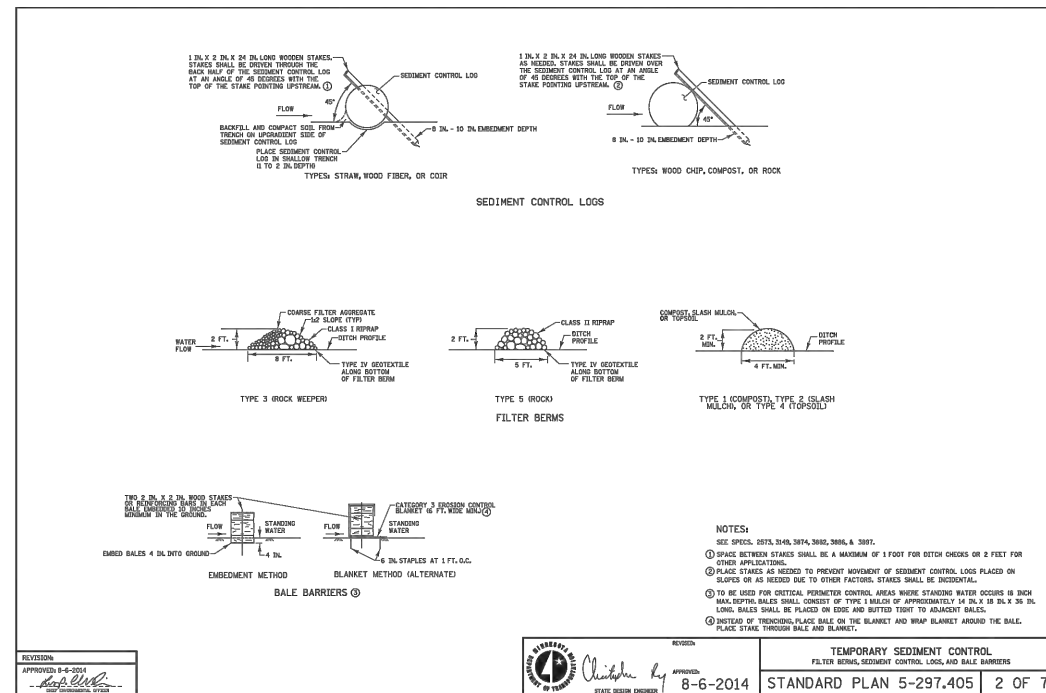 1 IN. X 2 IN. X 24 IN. LONG WOODEN STAKES.
STAKES SHALL BE DRIVEN THROUGH THE
BACK HALF OF THE SEDIMENT CONTROL LOG
AT AN ANGLE OF 45 DEGREES WITH THE
TOP OF THE STAKE POINTING UPSTREAM. ①
SEDIMENT CONTROL LOG
45°
FLOW
BACKFILL AND COMPACT SOIL FROM
TRENCH ON UPGRADIENT SIDE OF
SEDIMENT CONTROL LOG
8 IN. - 10 IN. EMBEDMENT DEPTH
PLACE SEDIMENT CONTROL
LOG IN SHALLOW TRENCH
(1 TO 2 IN. DEPTH)
TYPES: STRAW, WOOD FIBER, OR COIR
1 IN. X 2 IN. X 24 IN. LONG WOODEN STAKES
AS NEEDED. STAKES SHALL BE DRIVEN OVER
THE SEDIMENT CONTROL LOG AT AN ANGLE
OF 45 DEGREES WITH THE TOP OF THE
STAKE POINTING UPSTREAM. ②
SEDIMENT CONTROL LOG
FLOW
45°
8 IN. - 10 IN. EMBEDMENT DEPTH
TYPES: WOOD CHIP, COMPOST, OR ROCK
SEDIMENT CONTROL LOGS
COARSE FILTER AGGREGATE
1:2 SLOPE (TYP)
CLASS I RIPRAP
DITCH PROFILE
WATER
FLOW
2 FT.
8 FT.
TYPE IV GEOTEXTILE
ALONG BOTTOM
OF FILTER BERM
TYPE 3 (ROCK WEEPER)
CLASS II RIPRAP
DITCH
PROFILE
2 FT.
5 FT.
TYPE IV GEOTEXTILE
ALONG BOTTOM
OF FILTER BERM
TYPE 5 (ROCK)
COMPOST, SLASH MULCH,
OR TOPSOIL
2 FT.
MIN.
DITCH
PROFILE
4 FT. MIN.
TYPE 1 (COMPOST), TYPE 2 (SLASH
MULCH), OR TYPE 4 (TOPSOIL)
FILTER BERMS
TWO 2 IN. X 2 IN. WOOD STAKES
OR REINFORCING BARS IN EACH
BALE EMBEDDED 10 INCHES
MINIMUM IN THE GROUND.
FLOW
STANDING
WATER
EMBED BALES 4 IN. INTO GROUND
4 IN.
EMBEDMENT METHOD
CATEGORY 3 EROSION CONTROL
BLANKET (6 FT. WIDE MIN.) ④
FLOW
STANDING
WATER
6 IN. STAPLES AT 1 FT. O.C.
BLANKET METHOD (ALTERNATE)
BALE BARRIERS ③
NOTES:
SEE SPECS. 2573, 3149, 3874, 3882, 3886, & 3897.
① SPACE BETWEEN STAKES SHALL BE A MAXIMUM OF 1 FOOT FOR DITCH CHECKS OR 2 FEET FOR
OTHER APPLICATIONS.
② PLACE STAKES AS NEEDED TO PREVENT MOVEMENT OF SEDIMENT CONTROL LOGS PLACED ON
SLOPES OR AS NEEDED DUE TO OTHER FACTORS. STAKES SHALL BE INCIDENTAL.
③ TO BE USED FOR CRITICAL PERIMETER CONTROL AREAS WHERE STANDING WATER OCCURS (6 INCH
MAX. DEPTH). BALES SHALL CONSIST OF TYPE 1 MULCH OF APPROXIMATELY 14 IN. X 18 IN. X 36 IN.
LONG. BALES SHALL BE PLACED ON EDGE AND BUTTED TIGHT TO ADJACENT BALES.
④ INSTEAD OF TRENCHING, PLACE BALE ON THE BLANKET AND WRAP BLANKET AROUND THE BALE.
PLACE STAKE THROUGH BALE AND BLANKET.
REVISION:
APPROVED: 8-6-2014
CHIEF ENVIRONMENTAL OFFICER
MINNESOTA
DEPARTMENT OF TRANSPORTATION
STATE DESIGN ENGINEER
REVISED:
APPROVED:
8-6-2014
TEMPORARY SEDIMENT CONTROL
FILTER BERMS, SEDIMENT CONTROL LOGS, AND BALE BARRIERS
STANDARD PLAN 5-297.405
2 OF 7